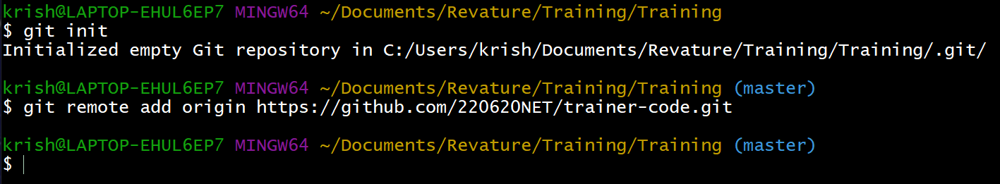 krish@LAPTOP-EHUL6EP7 MINGW64 ~/Documents/Revature/Training/Training
$ git init
Initialized empty Git repository in C:/Users/krish/Documents/Revature/Training/Training/.git/
krish@LAPTOP-EHUL6EP7 MINGW64 ~/Documents/Revature/Training/Training (master)
$ git remote add origin https://github.com/220620NET/trainer-code.git
krish@LAPTOP-EHUL6EP7 MINGW64 ~/Documents/Revature/Training/Training (master)
$